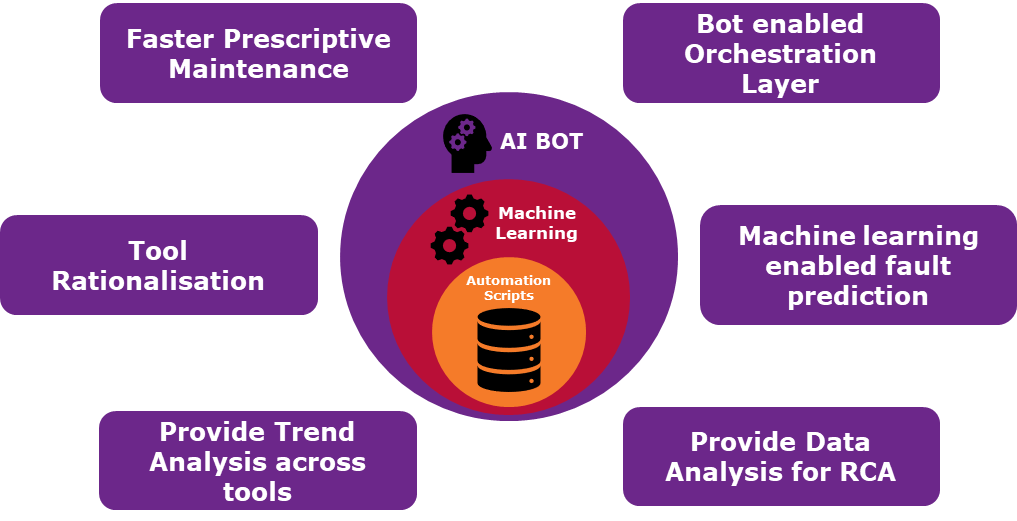 Faster Prescriptive
Maintenance
Bot enabled
Orchestration
Layer
AI BOT
Machine
Learning
Automation
Scripts
Tool
Rationalisation
Machine learning
enabled fault
prediction
Provide Trend
Analysis across
tools
Provide Data
Analysis for RCA